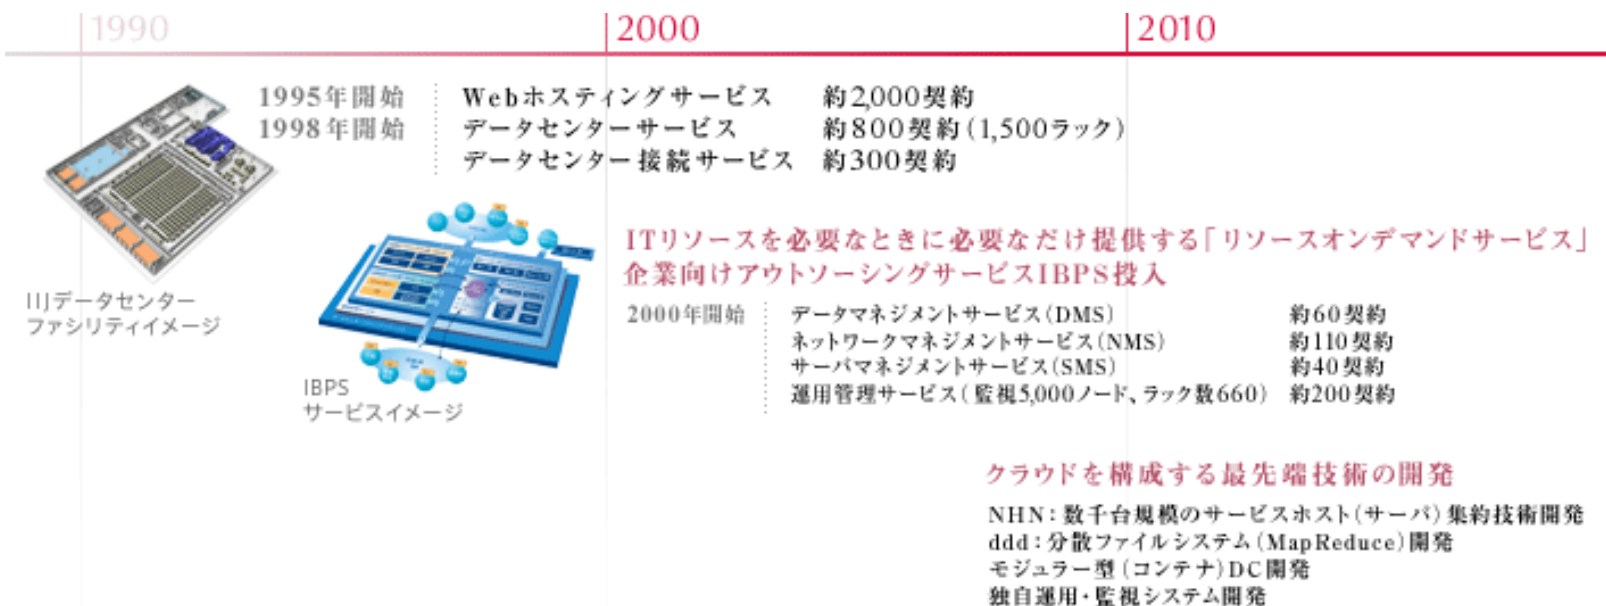 1990
2000
2010
1995年開始 Webホスティングサービス 約2,000契約
1998年開始 データセンターサービス 約800契約(1,500ラック)
データセンター接続サービス 約300契約
IIJデータセンター
ファシリティイメージ
IBPS
サービスイメージ
ITリソースを必要なときに必要なだけ提供する「リソースオンデマンドサービス」
企業向けアウトソーシングサービスIBPS投入
2000年開始 データマネジメントサービス(DMS) 約60契約
ネットワークマネジメントサービス(NMS) 約110契約
サーバマネジメントサービス(SMS) 約40契約
運用管理サービス(監視5,000ノード、ラック数660) 約200契約
クラウドを構成する最先端技術の開発
NHN:数千台規模のサービスホスト(サーバ)集約技術開発
ddd:分散ファイルシステム(MapReduce)開発
モジュラー型(コンテナ)DC開発
独自運用・監視システム開発